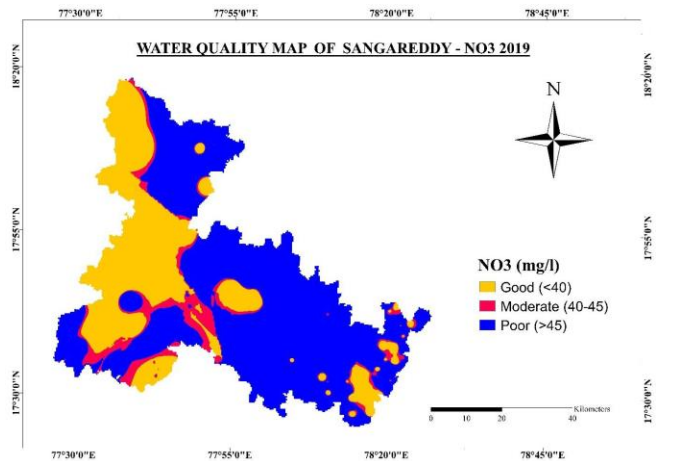 77°30'0"E 77°55'0"E 78°20'0"E 78°45'0"E
WATER QUALITY MAP OF SANGAREDDY - NO3 2019
18°20'0"N 18°20'0"N
N
17°55'0"N 17°55'0"N
NO3 (mg/l)
Good (<40)
Moderate (40-45)
Poor (>45)
17°30'0"N 17°30'0"N
0 10 20 40 Kilometers
77°30'0"E 77°55'0"E 78°20'0"E 78°45'0"E